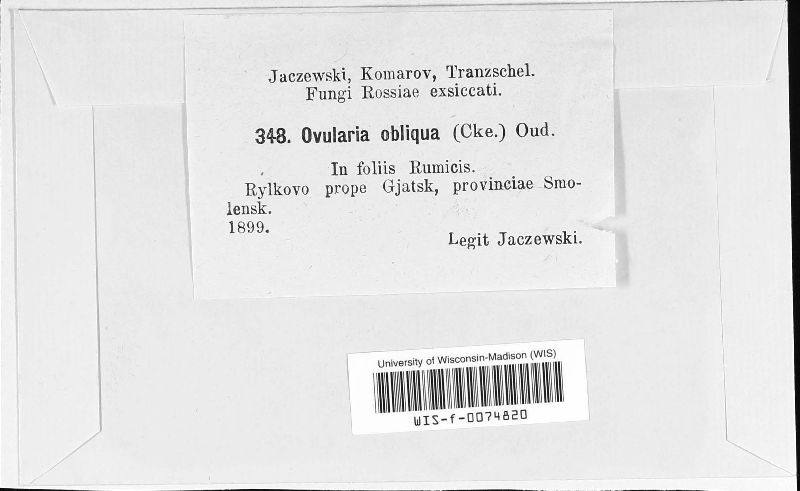 Jaczewski, Komarov, Tranzschel.
Fungi Rossiae exsiccati.
348. Ovularia obliqua (Cke.) Oud.
In foliis Rumicis.
Rylkovo prope Gjatsk, provinciae Smo-
lensk.
1899.
Legit Jaczewski.
University of Wisconsin-Madison (WIS)
WIS-f-0074820